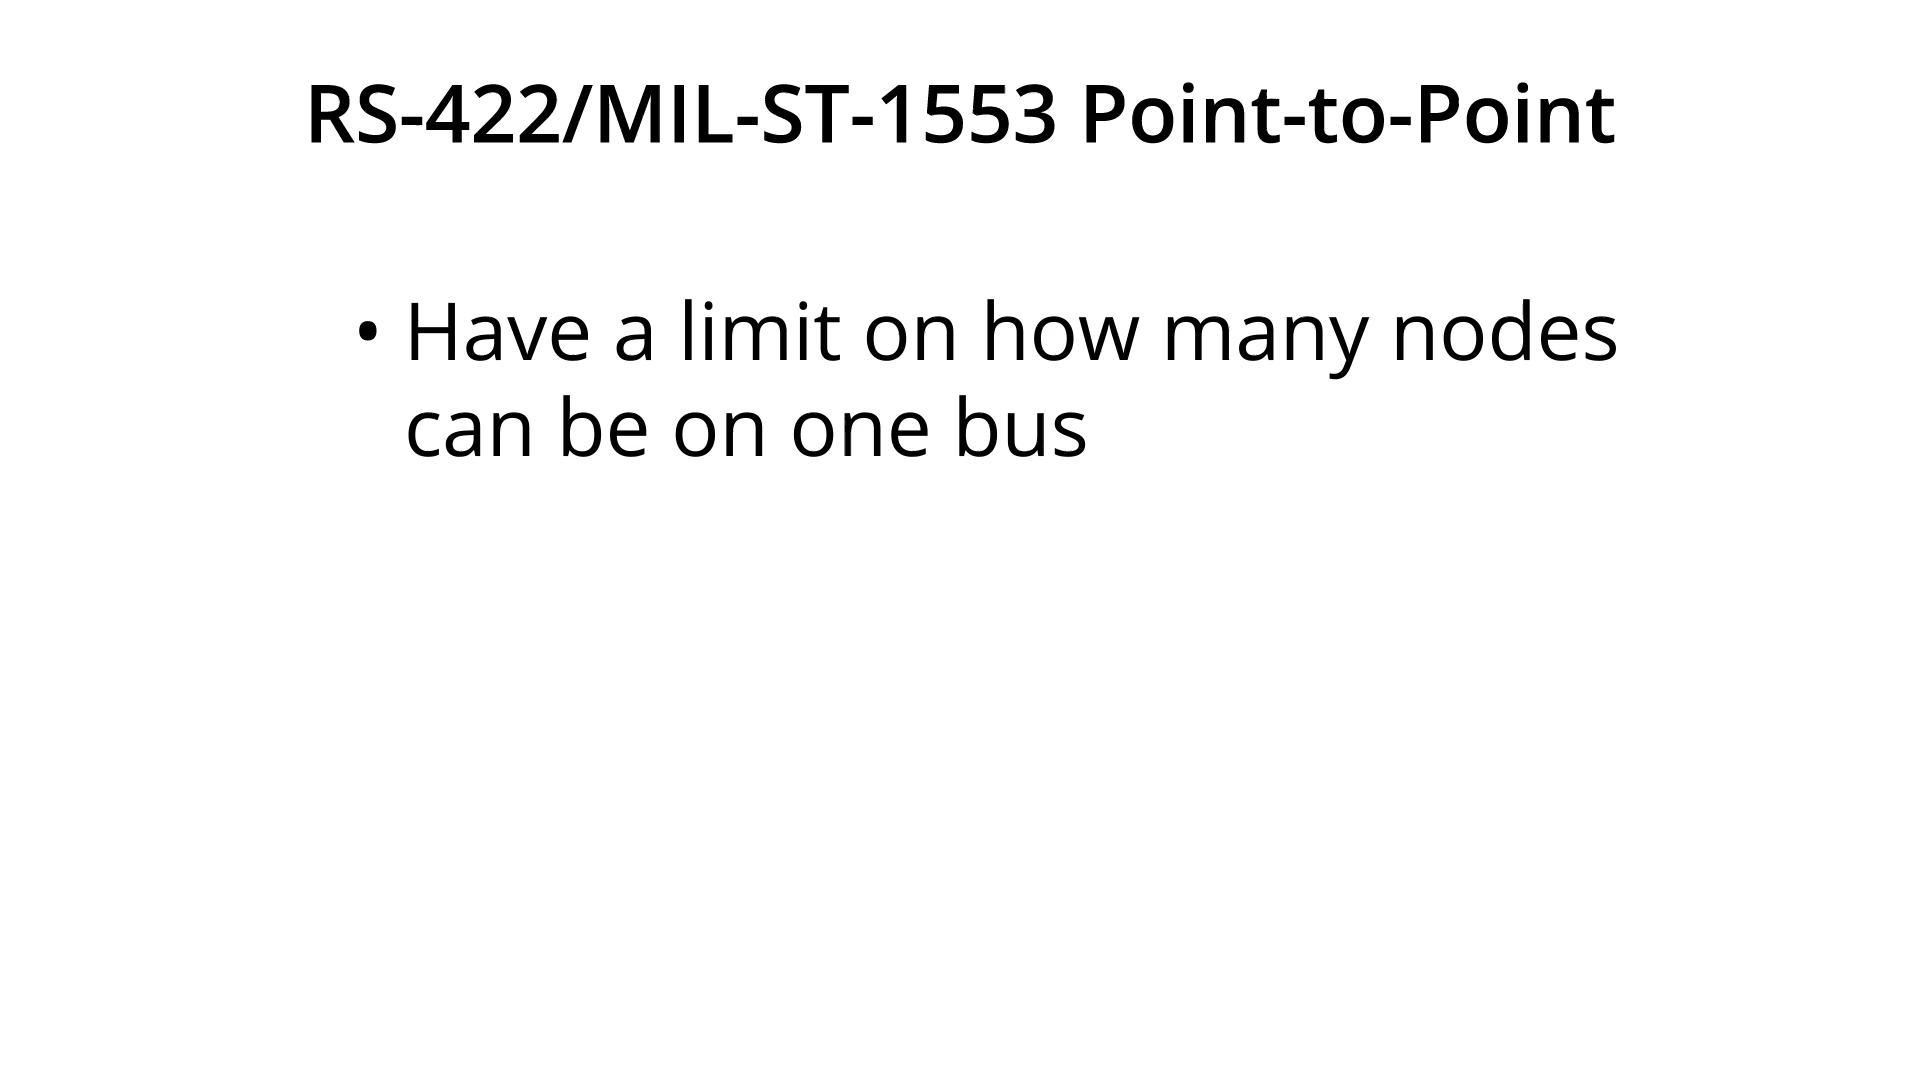 RS-422/MIL-ST-1553 Point-to-Point
• Have a limit on how many nodes
can be on one bus